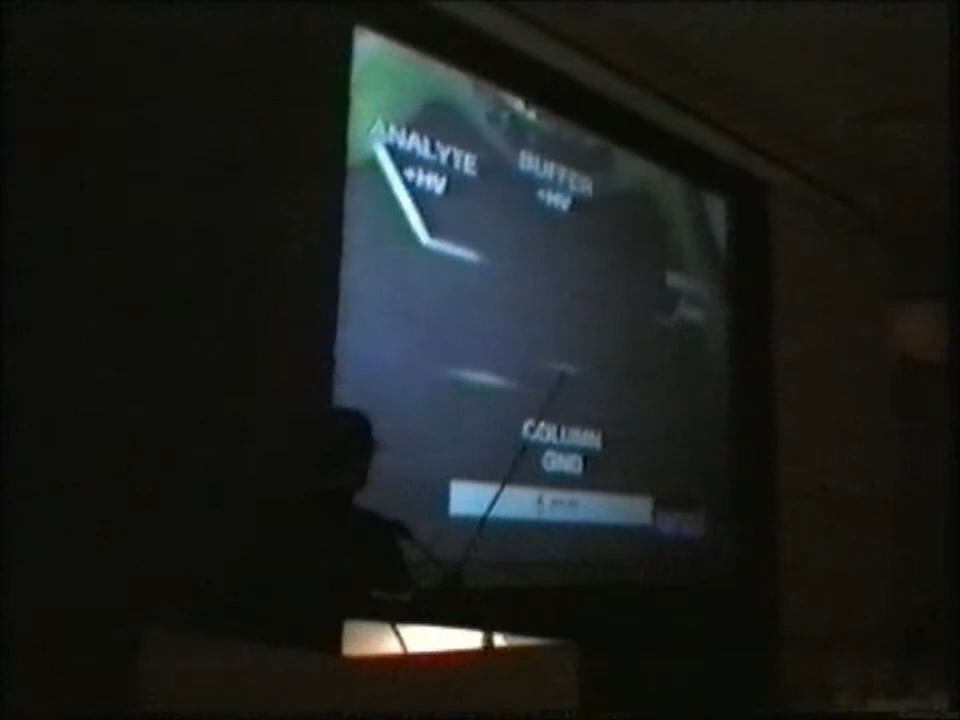 ANALYTE
+HV
BUFFER
+HV
COLUMN
GND